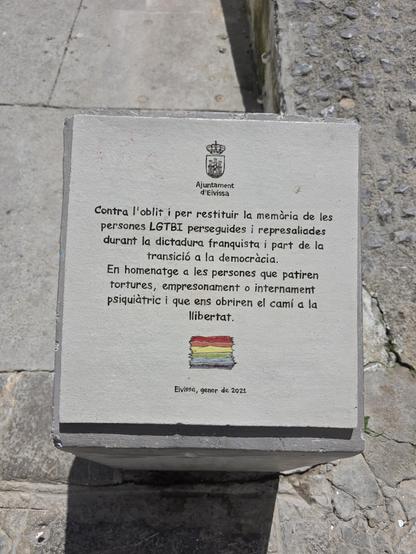 Ajuntament
d'Eivissa
Contra l'oblit i per restituir la memòria de les
persones LGTBI perseguides i represaliades
durant la dictadura franquista i part de la
transició a la democràcia.
En homenatge a les persones que patiren
tortures, empresonament o internament
psiquiàtric i que ens obriren el camí a la
llibertat.
Eivissa, gener de 2021